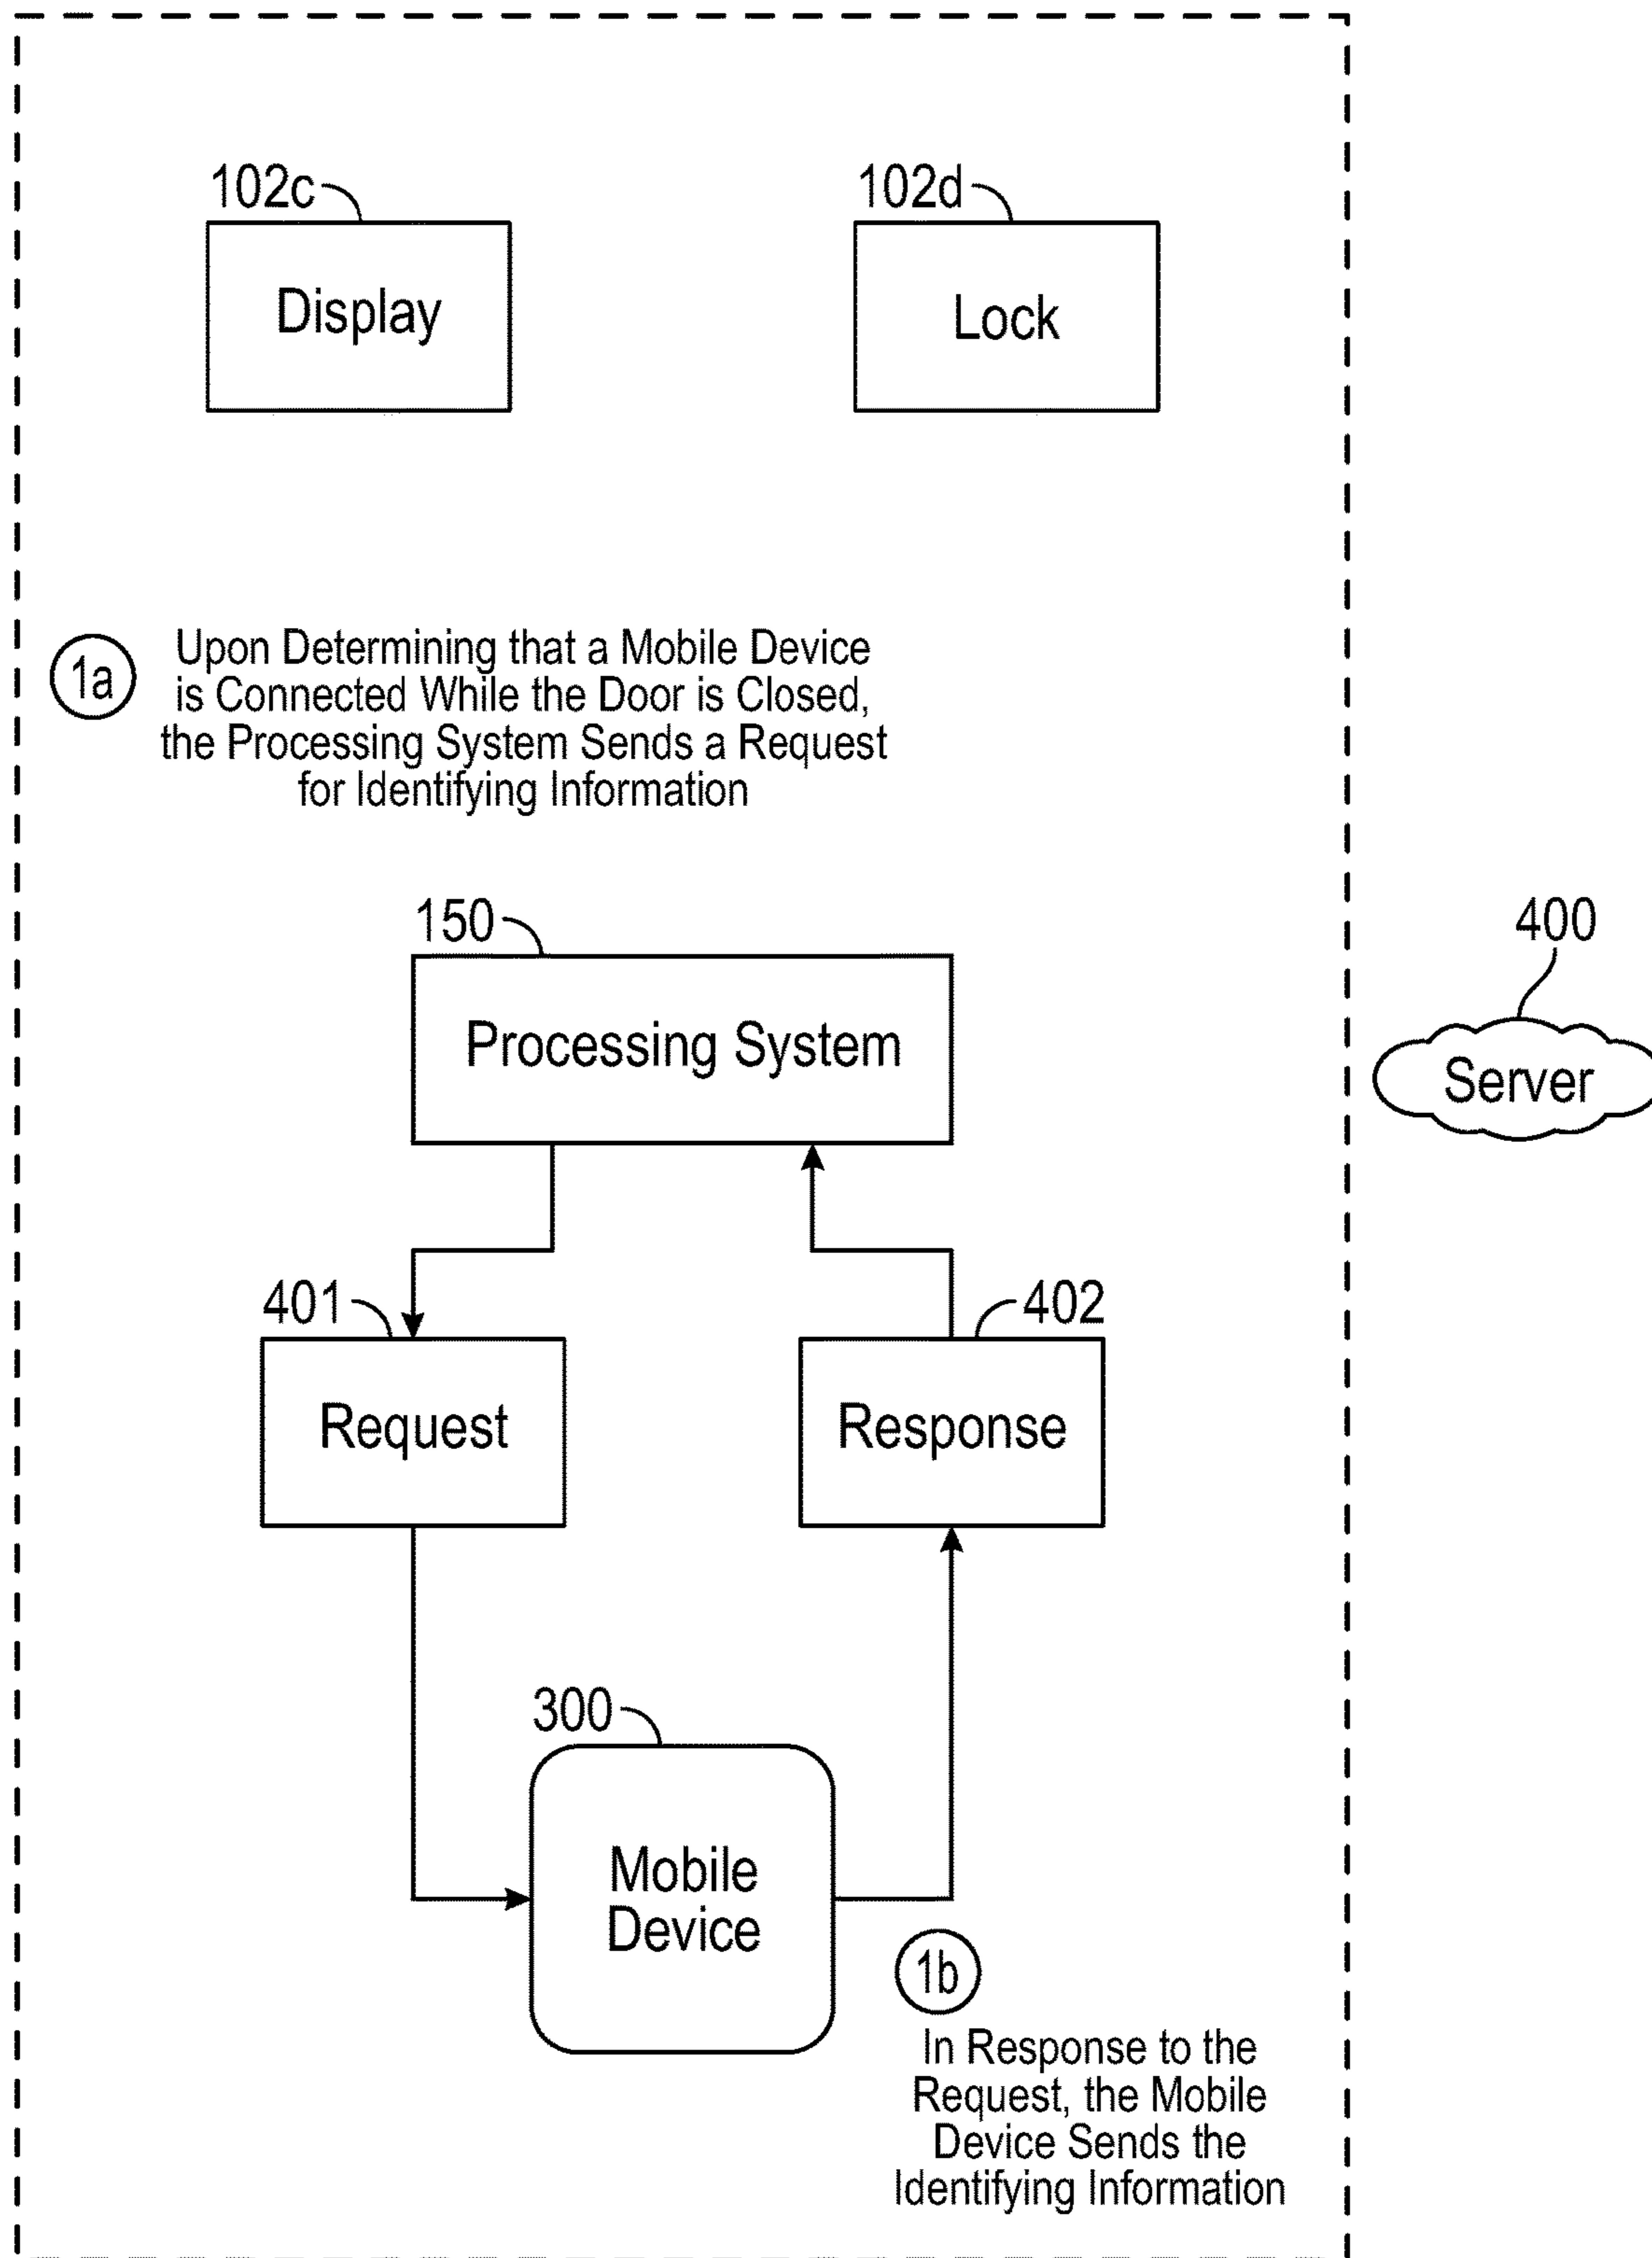 102c
102d
Display
Lock
1a
Upon Determining that a Mobile Device
is Connected While the Door is Closed,
the Processing System Sends a Request
for Identifying Information
150
400
Processing System
Server
401
402
Request
Response
300
Mobile
Device
1b
In Response to the
Request, the Mobile
Device Sends the
Identifying Information